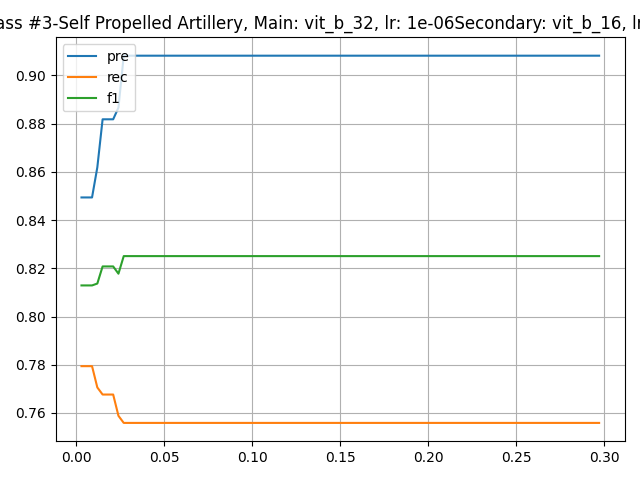 ass #3-Self Propelled Artillery, Main: vit_b_32, lr: 1e-06Secondary: vit_b_16, lr
pre
rec
f1
0.90
0.88
0.86
0.84
0.82
0.80
0.78
0.76
0.00 0.05 0.10 0.15 0.20 0.25 0.30